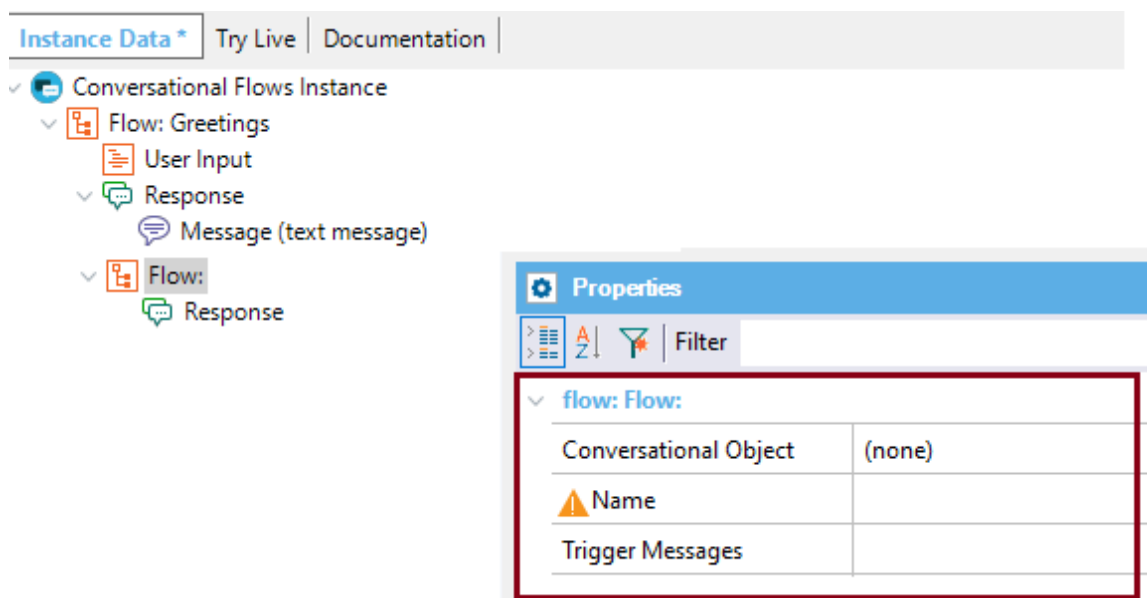 Instance Data * Try Live Documentation
Conversational Flows Instance
Flow: Greetings
User Input
Response
Message (text message)
Flow:
Response
Properties
A Z Filter
flow: Flow:
Conversational Object (none)
Name
Trigger Messages